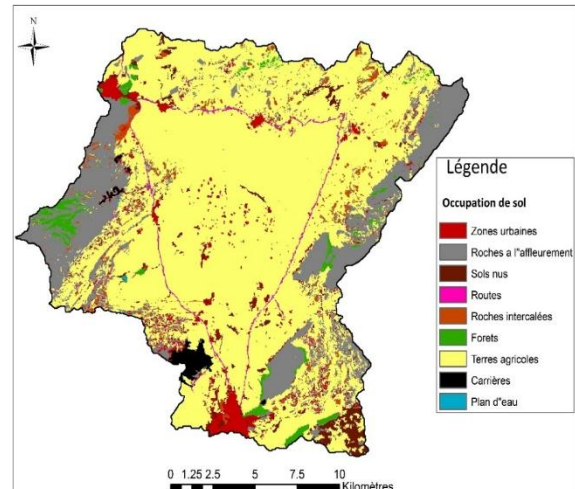 N
Légende
Occupation de sol
Zones urbaines
Roches a l"affleurement
Sols nus
Routes
Roches intercalées
Forets
Terres agricoles
Carrières
Plan d"eau
0 1.25 2.5 5 7.5 10
Kilomètres